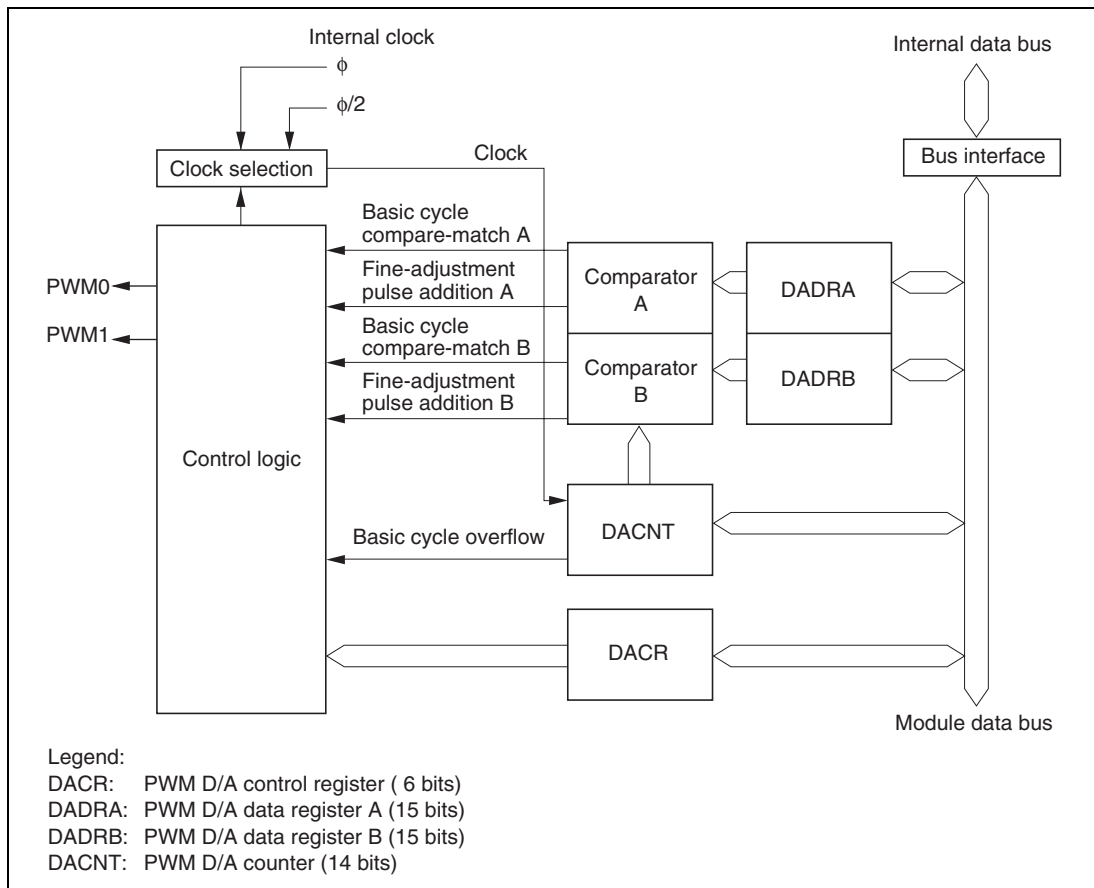 Internal clock
Internal data bus
ϕ
ϕ/2
Clock selection
Clock
Bus interface
Basic cycle
compare-match A
Fine-adjustment
pulse addition A
Basic cycle
compare-match B
Fine-adjustment
pulse addition B
Comparator
A
DADRA
PWM0
PWM1
Comparator
B
DADRB
Control logic
DACNT
Basic cycle overflow
DACR
Module data bus
Legend:
DACR: PWM D/A control register ( 6 bits)
DADRA: PWM D/A data register A (15 bits)
DADRB: PWM D/A data register B (15 bits)
DACNT: PWM D/A counter (14 bits)